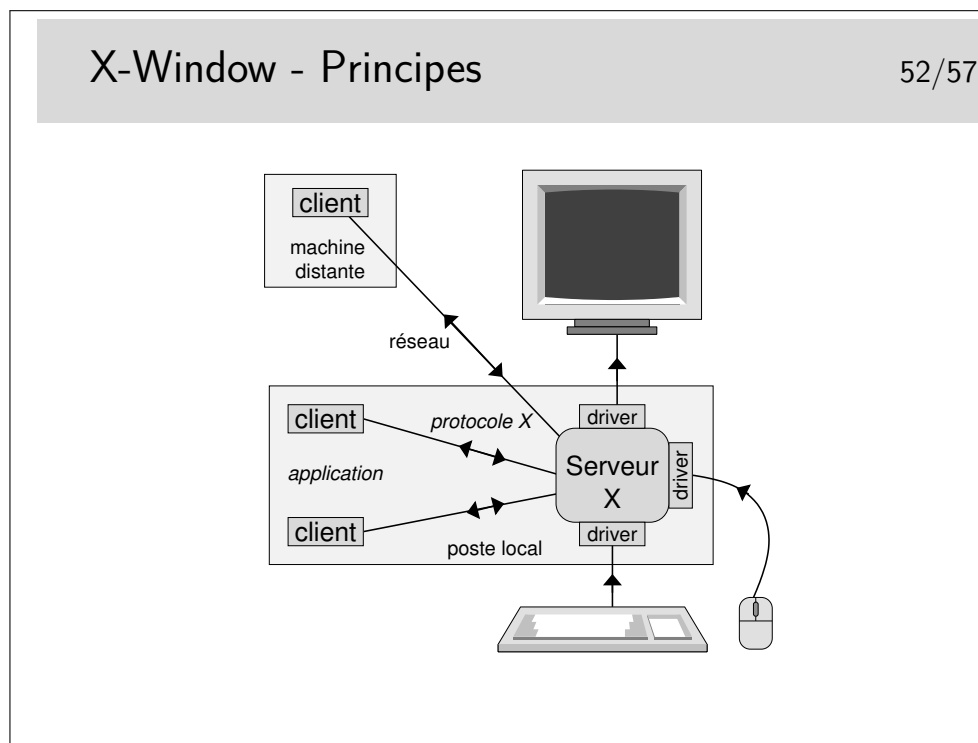 X-Window - Principes
52/57
client
machine
distante
réseau
client
protocole X
driver
application
Serveur
X
driver
client
poste local
driver